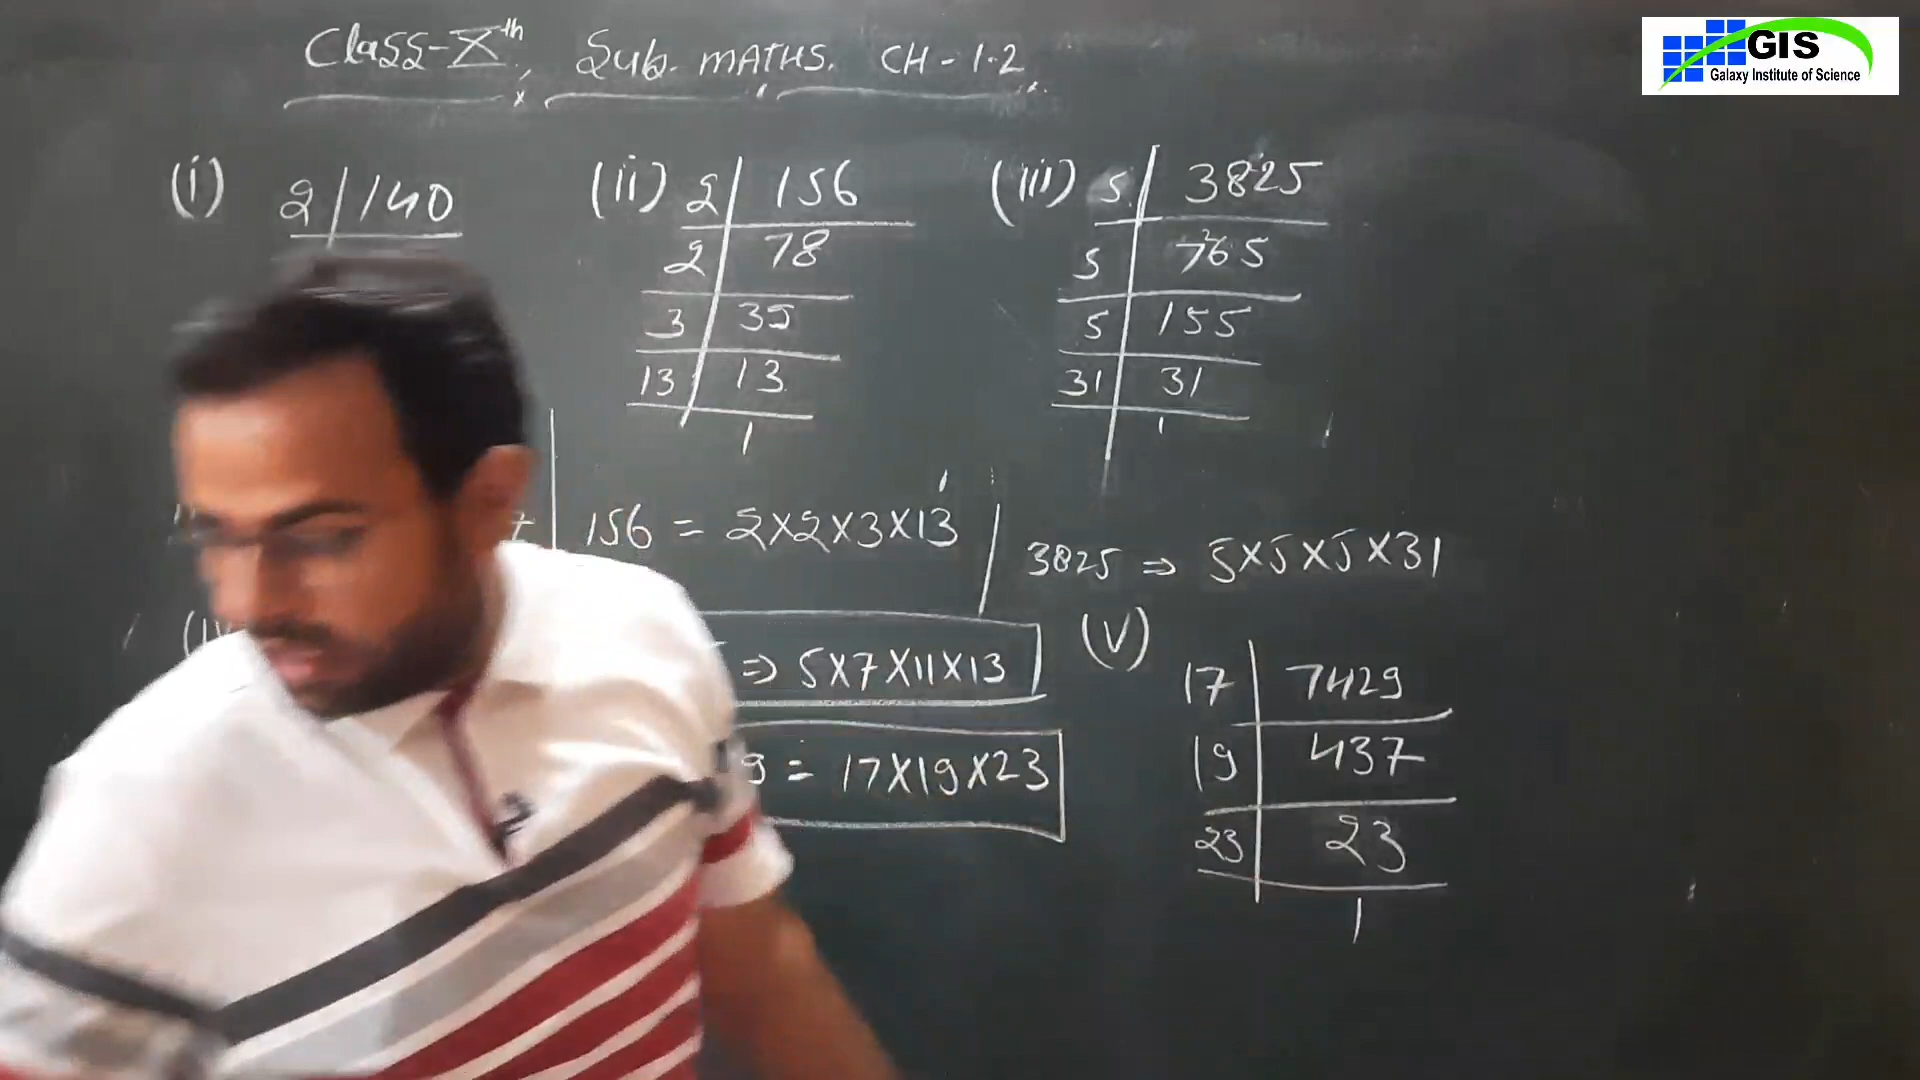 Class-Xth, Sub. MATHS. CH-1.2
(i) 2 140
(ii) 2 156
2 78
3 39
13 13
1
(iii) 5 3825
5 765
5 155
31 31
1
156 = 2×2×3×13
3825 ⇒ 5×5×5×31
⇒ 5×7×11×13
9 = 17×19×23
(V)
17 7429
19 437
23 23
1
GIS
Galaxy Institute of Science